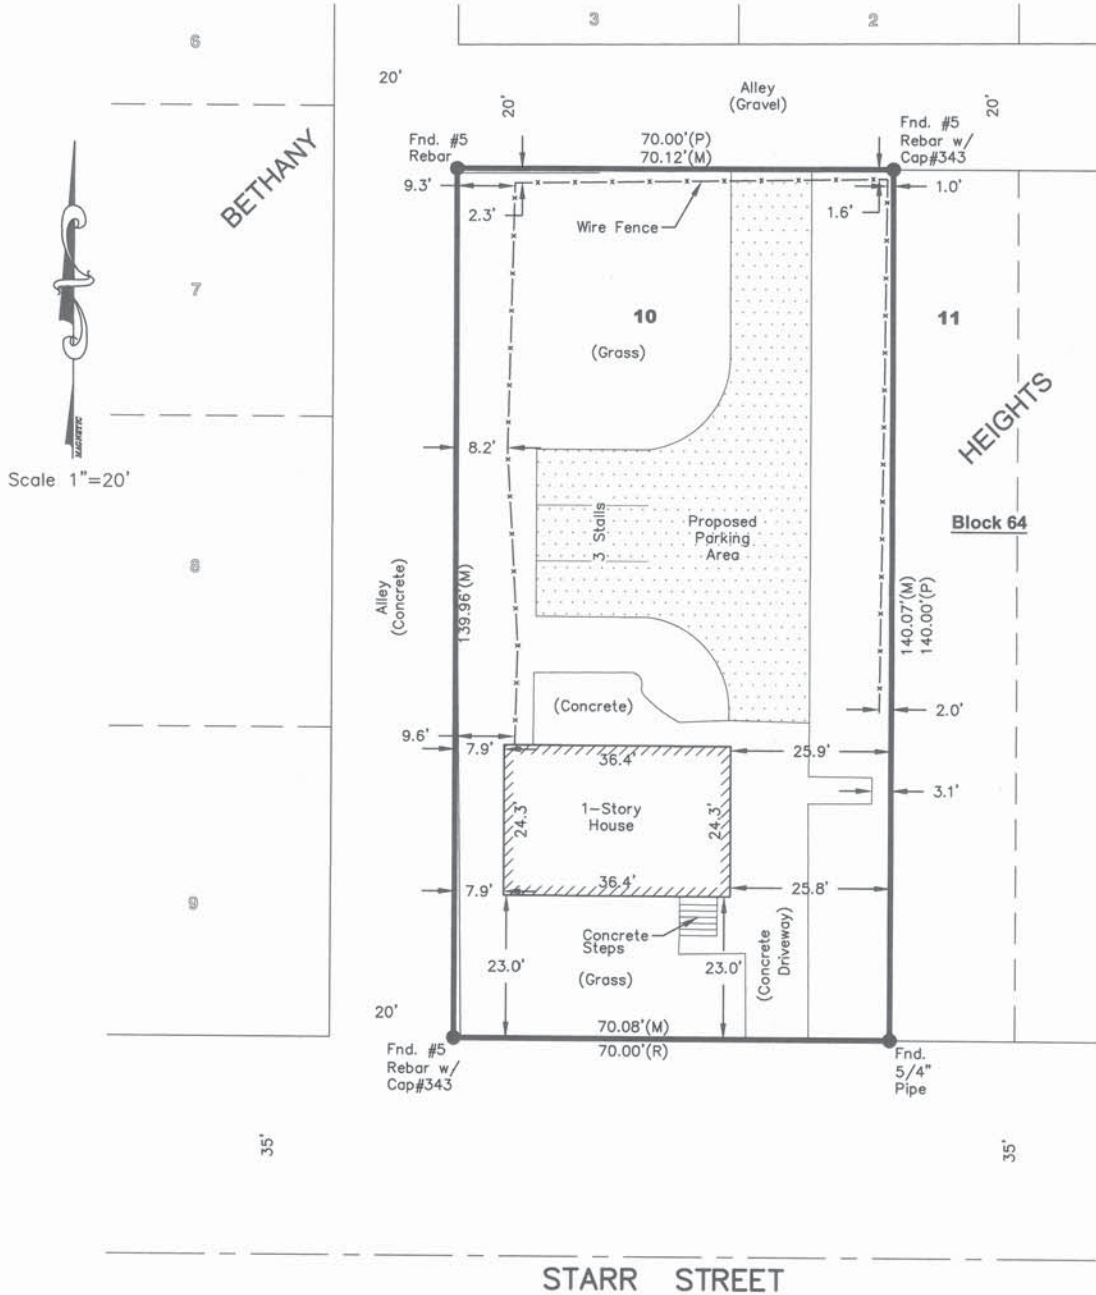 3
2
6
20'
20'
Alley
(Gravel)
20'
BETHANY
Fnd. #5
Rebar
70.00'(P)
70.12'(M)
Fnd. #5
Rebar w/
Cap#343
9.3'
2.3'
1.6'
1.0'
Wire Fence
7
10
(Grass)
11
HEIGHTS
MAGNETIC
Scale 1"=20'
8.2'
3 Stalls
Proposed
Parking
Area
Block 64
8
Alley
(Concrete)
139.96'(M)
140.07'(M)
140.00'(P)
(Concrete)
2.0'
9.6'
7.9'
36.4'
25.9'
3.1'
24.3'
1-Story
House
24.3'
7.9'
36.4'
25.8'
9
Concrete
Steps
(Concrete
Driveway)
23.0'
(Grass)
23.0'
20'
70.08'(M)
70.00'(R)
Fnd. #5
Rebar w/
Cap#343
Fnd.
5/4"
Pipe
35'
35'
STARR STREET